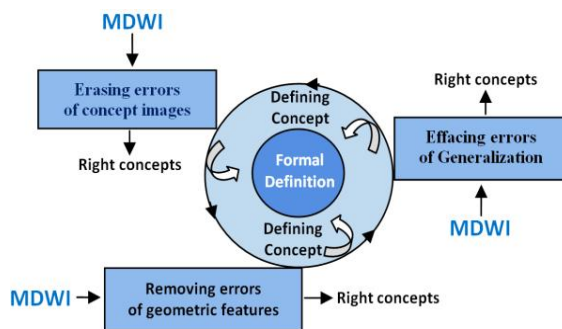 MDWI
Erasing errors
of concept images
Right concepts
Defining
Concept
Formal
Definition
Defining
Concept
Right concepts
Effacing errors
of Generalization
MDWI
MDWI
Removing errors
of geometric features
Right concepts